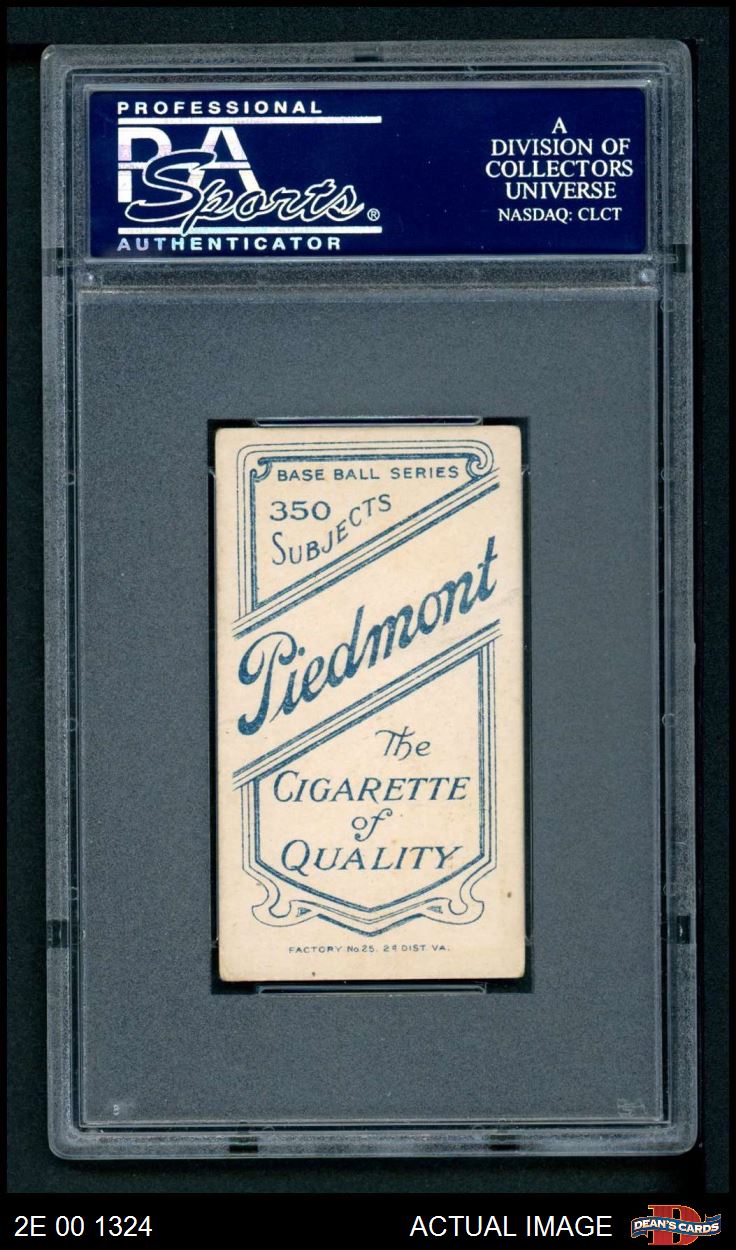 PROFESSIONAL
PSA
Sports®
AUTHENTICATOR
A
DIVISION OF
COLLECTORS
UNIVERSE
NASDAQ: CLCT
BASE BALL SERIES
350
SUBJECTS
Piedmont
The
CIGARETTE
of
QUALITY
FACTORY No 25. 2d DIST. VA.
2E 00 1324
ACTUAL IMAGE
DEAN'S CARDS